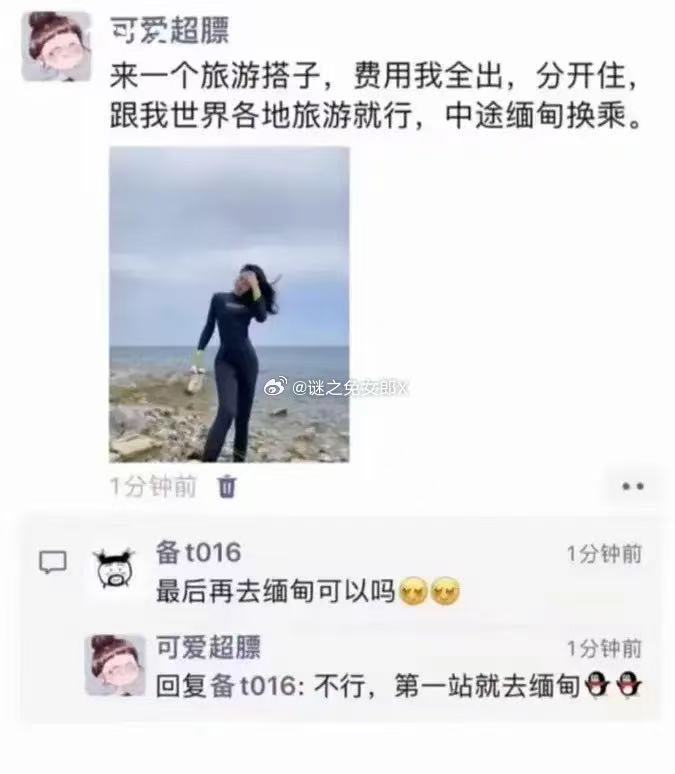 可爱超膘
来一个旅游搭子，费用我全出，分开住，
跟我世界各地旅游就行，中途缅甸换乘。
@谜之兔女郎X
1分钟前
备t016
1分钟前
最后再去缅甸可以吗
可爱超膘
1分钟前
回复备t016: 不行，第一站就去缅甸